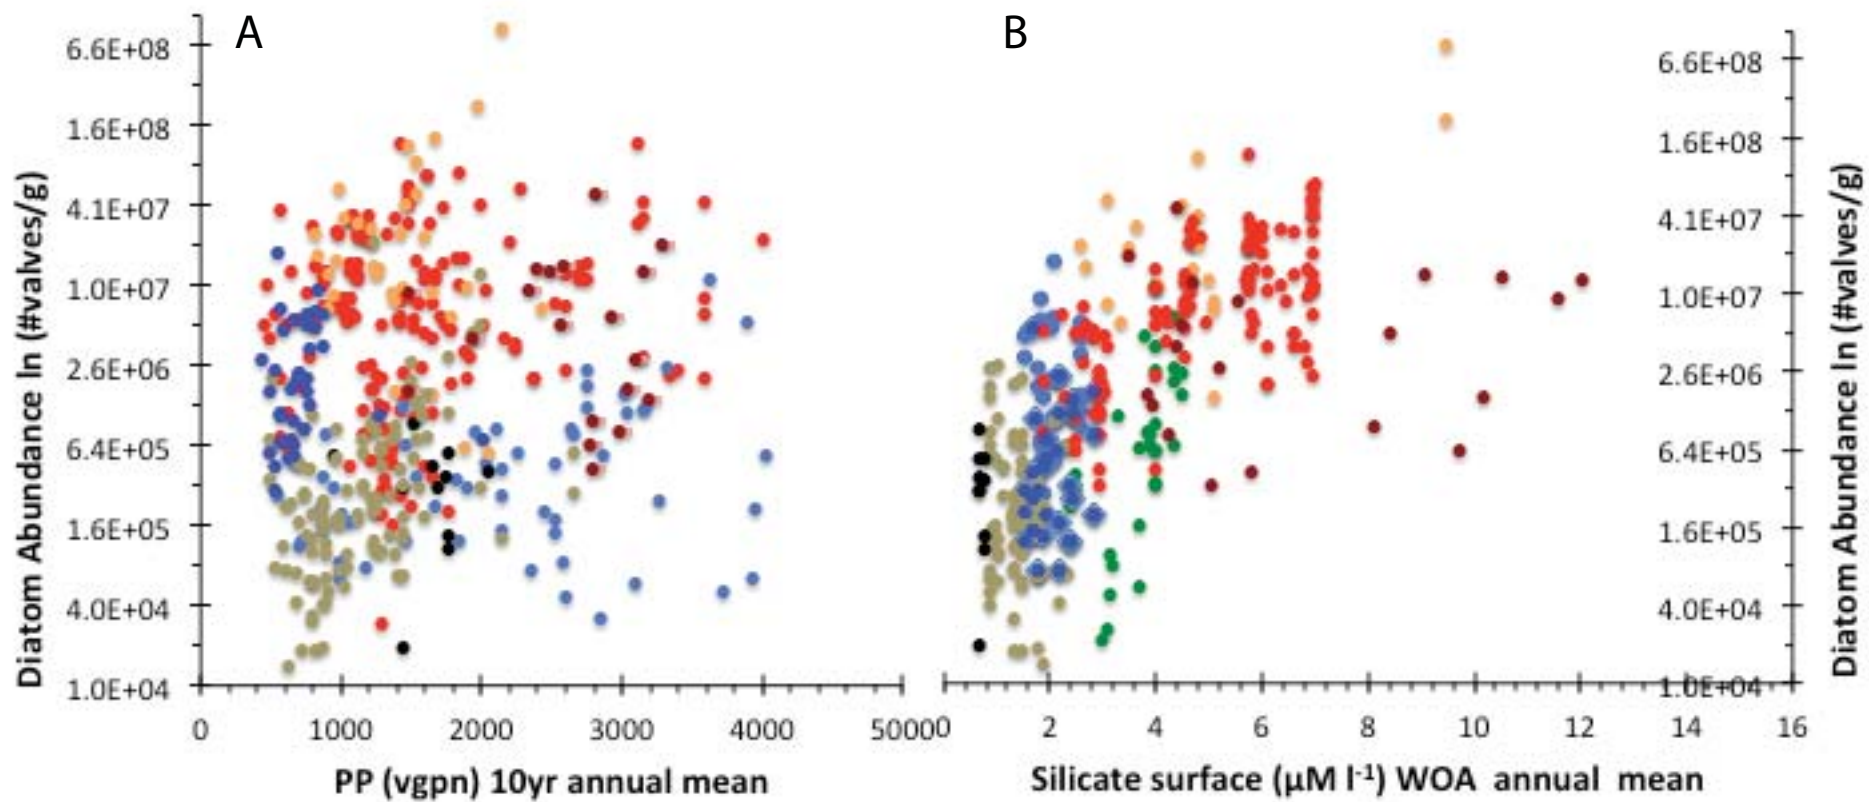 A
B
6.6E+08
1.6E+08
4.1E+07
1.0E+07
2.6E+06
6.4E+05
1.6E+05
4.0E+04
1.0E+04
Diatom Abundance ln (#valves/g)
0 1000 2000 3000 4000 5000
PP (vgpn) 10yr annual mean
6.6E+08
1.6E+08
4.1E+07
1.0E+07
2.6E+06
6.4E+05
1.6E+05
4.0E+04
1.0E+04
Diatom Abundance ln (#valves/g)
0 2 4 6 8 10 12 14 16
Silicate surface (µM l⁻¹) WOA annual mean